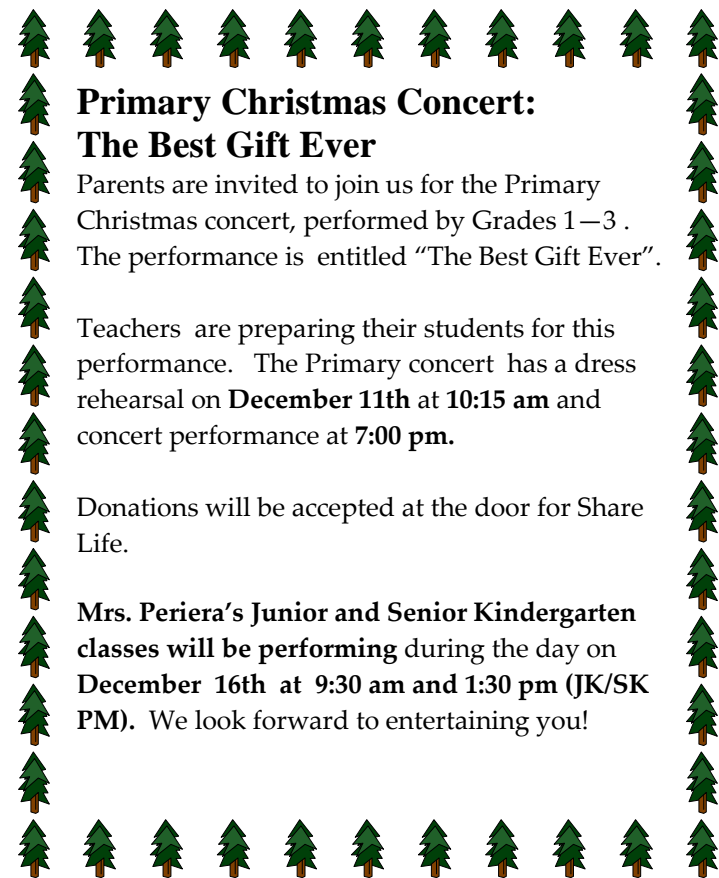 Primary Christmas Concert:
The Best Gift Ever
Parents are invited to join us for the Primary
Christmas concert, performed by Grades 1—3 .
The performance is  entitled “The Best Gift Ever”.
Teachers  are preparing their students for this
performance.   The Primary concert  has a dress
rehearsal on December 11th at 10:15 am and
concert performance at 7:00 pm.
Donations will be accepted at the door for Share
Life.
Mrs. Periera’s Junior and Senior Kindergarten
classes will be performing during the day on
December  16th  at  9:30 am and 1:30 pm (JK/SK
PM).  We look forward to entertaining you!